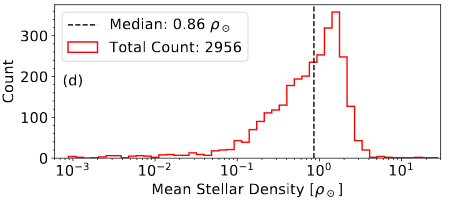 Median: 0.86 ρ⊙
Total Count: 2956
(d)
Count
300
200
100
0
10⁻³ 10⁻² 10⁻¹ 10⁰ 10¹
Mean Stellar Density [ρ⊙]